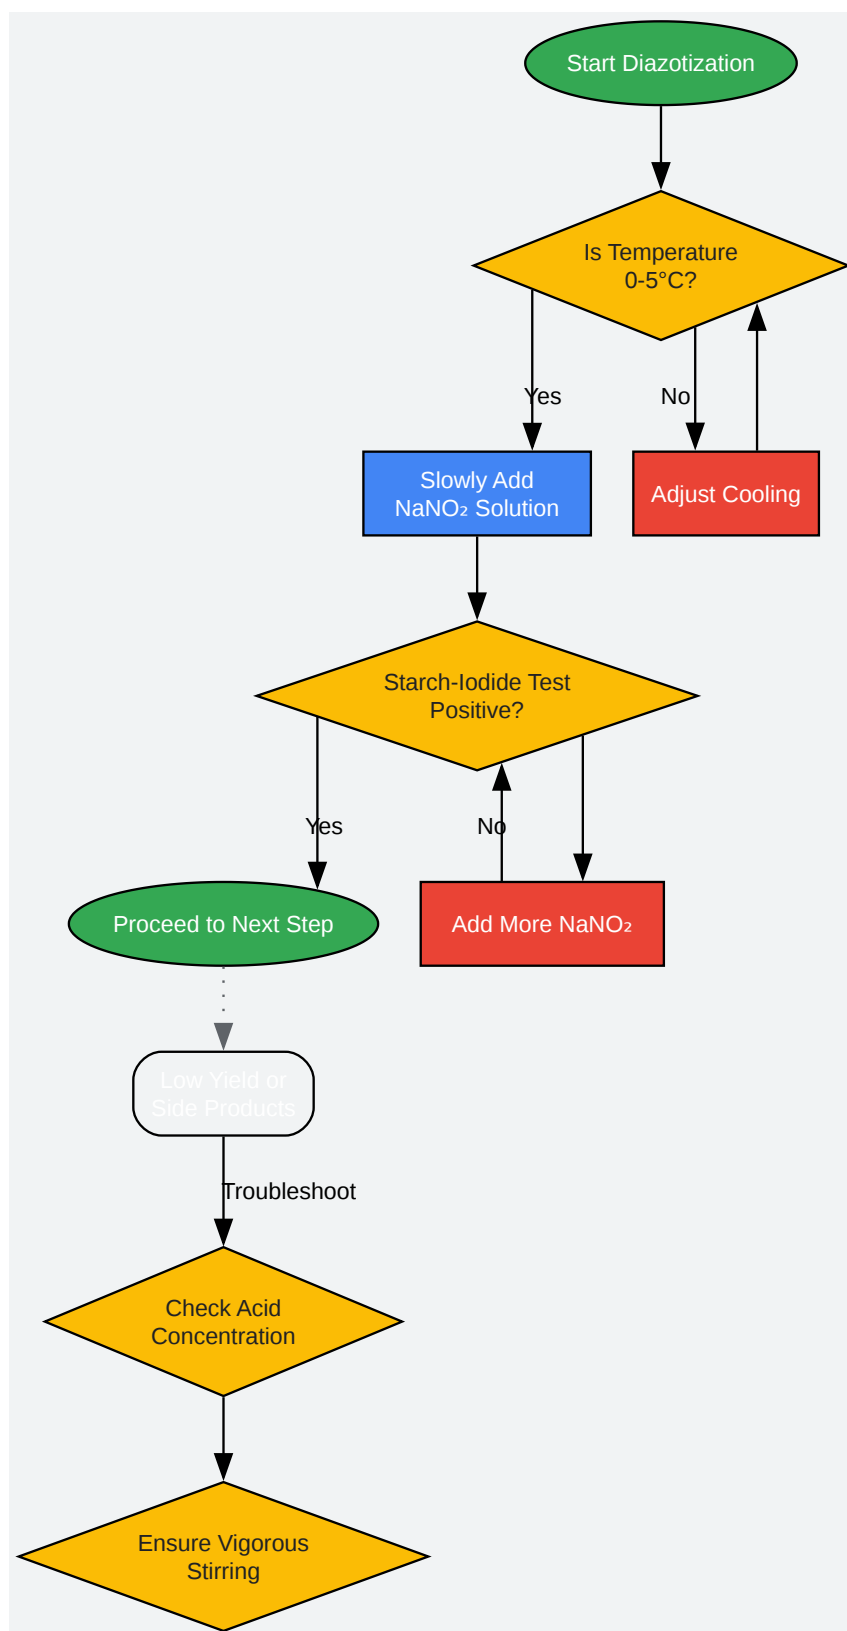 Start Diazotization
Is Temperature
0-5°C?
Yes
No
Slowly Add
NaNO₂ Solution
Adjust Cooling
Starch-Iodide Test
Positive?
Yes
No
Proceed to Next Step
Add More NaNO₂
Low Yield or
Side Products
Troubleshoot
Check Acid
Concentration
Ensure Vigorous
Stirring